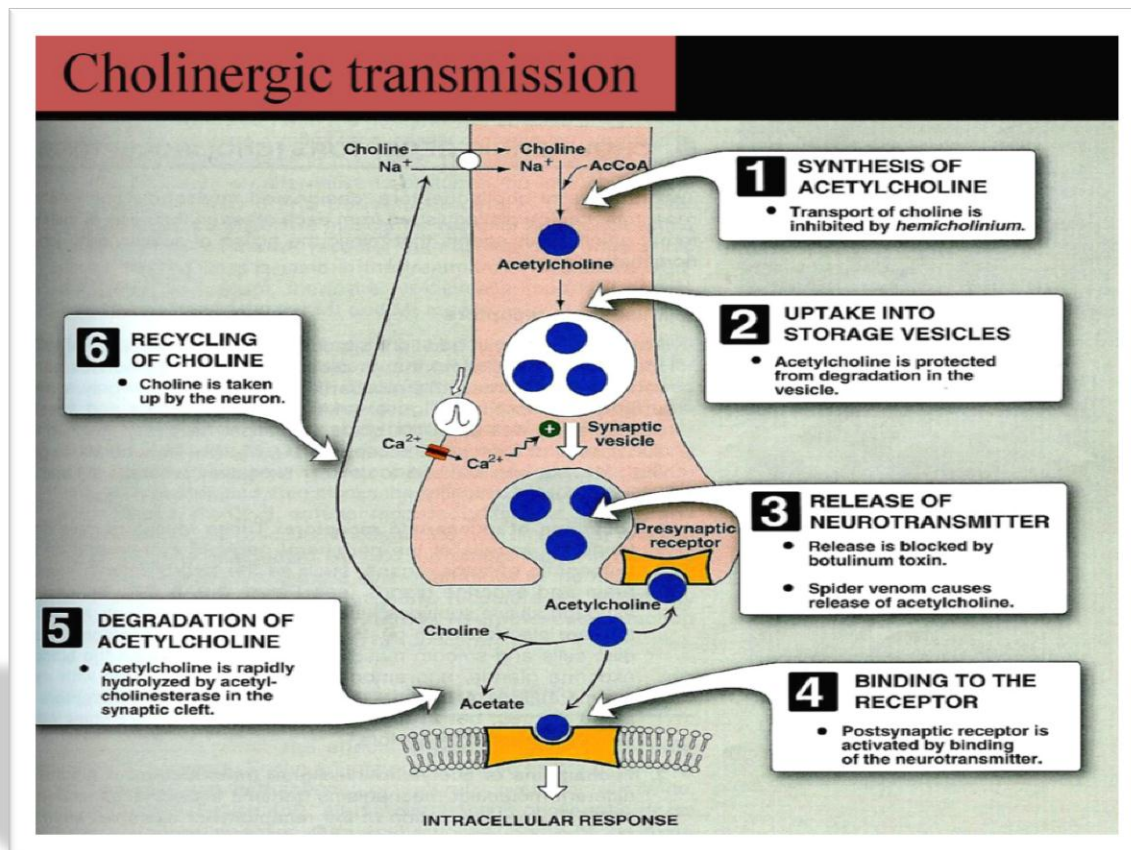 Cholinergic transmission
Choline Choline
Na⁺ Na⁺ AcCoA
Acetylcholine
1 SYNTHESIS OF
ACETYLCHOLINE
• Transport of choline is
inhibited by hemicholinium.
2 UPTAKE INTO
STORAGE VESICLES
• Acetylcholine is protected
from degradation in the
vesicle.
6 RECYCLING
OF CHOLINE
• Choline is taken
up by the neuron.
Ca²⁺
Ca²⁺
+
Synaptic
vesicle
3 RELEASE OF
NEUROTRANSMITTER
• Release is blocked by
botulinum toxin.
• Spider venom causes
release of acetylcholine.
Presynaptic
receptor
Acetylcholine
Choline
Acetate
5 DEGRADATION OF
ACETYLCHOLINE
• Acetylcholine is rapidly
hydrolyzed by acetyl-
cholinesterase in the
synaptic cleft.
4 BINDING TO THE
RECEPTOR
• Postsynaptic receptor is
activated by binding
of the neurotransmitter.
INTRACELLULAR RESPONSE